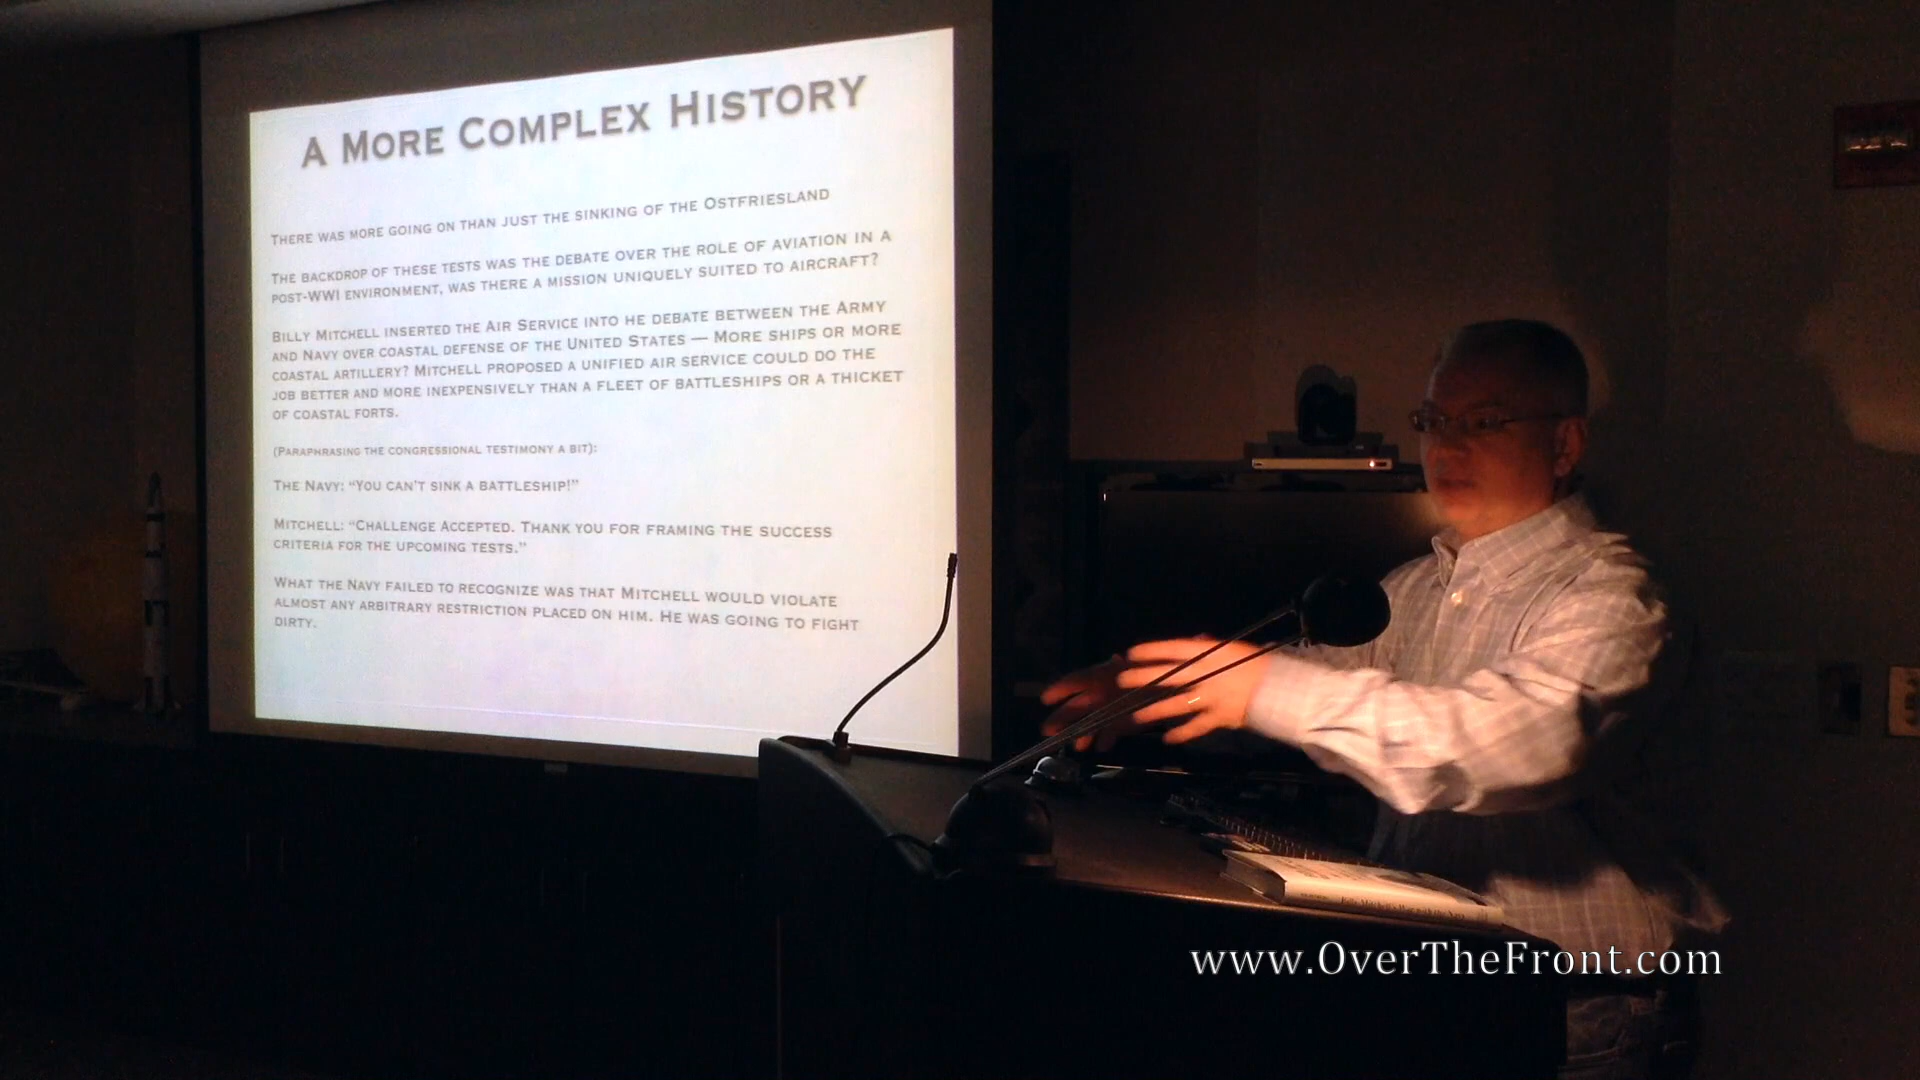 A More Complex History
There was more going on than just the sinking of the Ostfriesland
The backdrop of these tests was the debate over the role of aviation in a
post-WWI environment, was there a mission uniquely suited to aircraft?
Billy Mitchell inserted the Air Service into he debate between the Army
and Navy over coastal defense of the United States — More ships or more
coastal artillery? Mitchell proposed a unified air service could do the
job better and more inexpensively than a fleet of battleships or a thicket
of coastal forts.
(Paraphrasing the congressional testimony a bit):
The Navy: “You can't sink a battleship!”
Mitchell: “Challenge Accepted. Thank you for framing the success
criteria for the upcoming tests.”
What the Navy failed to recognize was that Mitchell would violate
almost any arbitrary restriction placed on him. He was going to fight
dirty.
Billy Mitchell's War with the Navy
www.OverTheFront.com